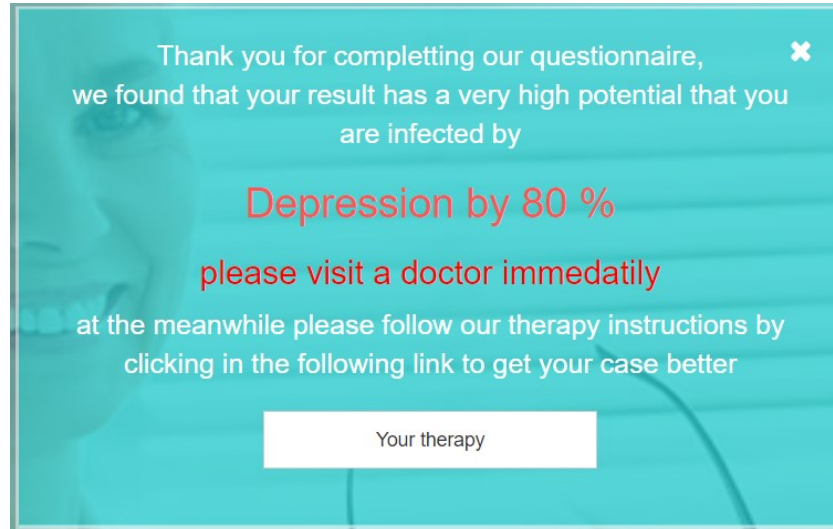 Thank you for completting our questionnaire,
we found that your result has a very high potential that you
are infected by
Depression by 80 %
please visit a doctor immedatily
at the meanwhile please follow our therapy instructions by
clicking in the following link to get your case better
Your therapy